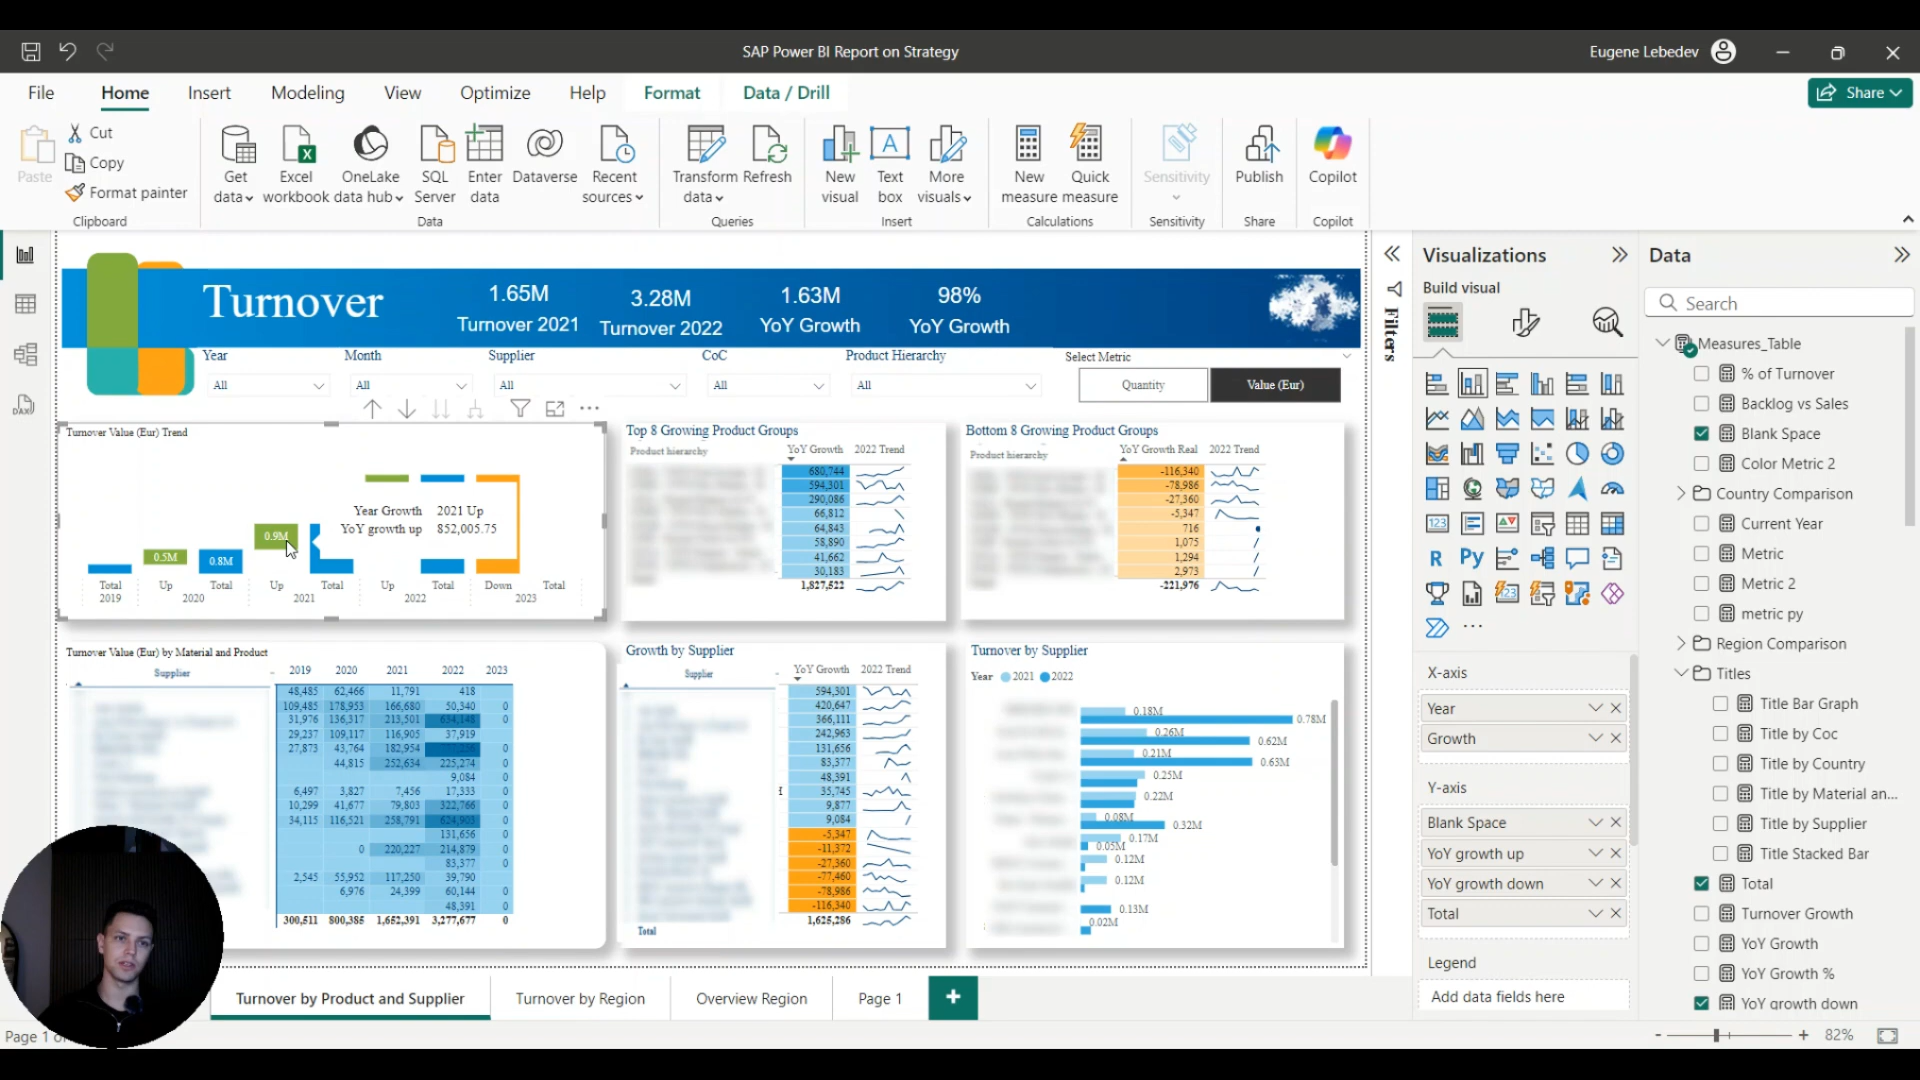 SAP Power BI Report on Strategy
Eugene Lebedev
File Home Insert Modeling View Optimize Help Format Data / Drill
Share
Paste
Cut
Copy
Format painter
Clipboard
Get data
Excel workbook
OneLake data hub
SQL Server
Enter data
Dataverse
Recent sources
Data
Transform data
Refresh
Queries
New visual
A
Text box
More visuals
Insert
New measure
Quick measure
Calculations
Sensitivity
Sensitivity
Publish
Share
Copilot
Copilot
Turnover
1.65M
Turnover 2021
3.28M
Turnover 2022
1.63M
YoY Growth
98%
YoY Growth
Year
All
Month
All
Supplier
All
CoC
All
Product Hierarchy
All
Select Metric
Quantity
Value (Eur)
Turnover Value (Eur) Trend
Year Growth 2021 Up
YoY growth up 852,005.75
0.5M
0.8M
0.9M
Total Up Total Up Total Up Total Down Total
2019 2020 2021 2022 2023
Top 8 Growing Product Groups
Product hierarchy YoY Growth 2022 Trend
680,744
594,301
290,086
66,812
64,843
58,890
41,662
30,183
1,827,522
Bottom 8 Growing Product Groups
Product hierarchy YoY Growth Real 2022 Trend
-116,340
-78,986
-27,360
-5,347
716
1,075
1,294
2,973
-221,976
Turnover Value (Eur) by Material and Product
Supplier 2019 2020 2021 2022 2023
48,485 62,466 11,791 418
109,485 178,953 166,680 50,340 0
31,976 136,317 213,501 634,148 0
29,237 109,117 116,905 37,919
27,873 43,764 182,954 0
44,815 252,634 225,274 0
9,084 0
6,497 3,827 7,456 17,333 0
10,299 41,677 79,803 322,766 0
34,115 116,521 258,791 624,903 0
131,656 0
0 220,227 214,879 0
83,377 0
2,545 55,952 117,250 39,790
6,976 24,399 60,144 0
48,391 0
300,511 800,385 1,652,391 3,277,677 0
Growth by Supplier
Supplier YoY Growth 2022 Trend
594,301
420,647
366,111
242,963
131,656
83,377
48,391
35,745
9,877
9,084
-5,347
-11,372
-27,360
-77,460
-78,986
-116,340
Total 1,625,286
Turnover by Supplier
Year 2021 2022
0.18M
0.78M
0.26M
0.62M
0.21M
0.63M
0.25M
0.22M
0.08M
0.32M
0.17M
0.05M
0.12M
0.12M
0.13M
0.02M
Filters
Visualizations
Build visual
123
R
Py
X-axis
Year
Growth
Y-axis
Blank Space
YoY growth up
YoY growth down
Total
Legend
Add data fields here
Data
Search
Measures_Table
% of Turnover
Backlog vs Sales
Blank Space
Color Metric 2
Country Comparison
Current Year
Metric
Metric 2
metric py
Region Comparison
Titles
Title Bar Graph
Title by Coc
Title by Country
Title by Material an...
Title by Supplier
Title Stacked Bar
Total
Turnover Growth
YoY Growth
YoY Growth %
YoY growth down
Turnover by Product and Supplier
Turnover by Region
Overview Region
Page 1
Page 1
82%